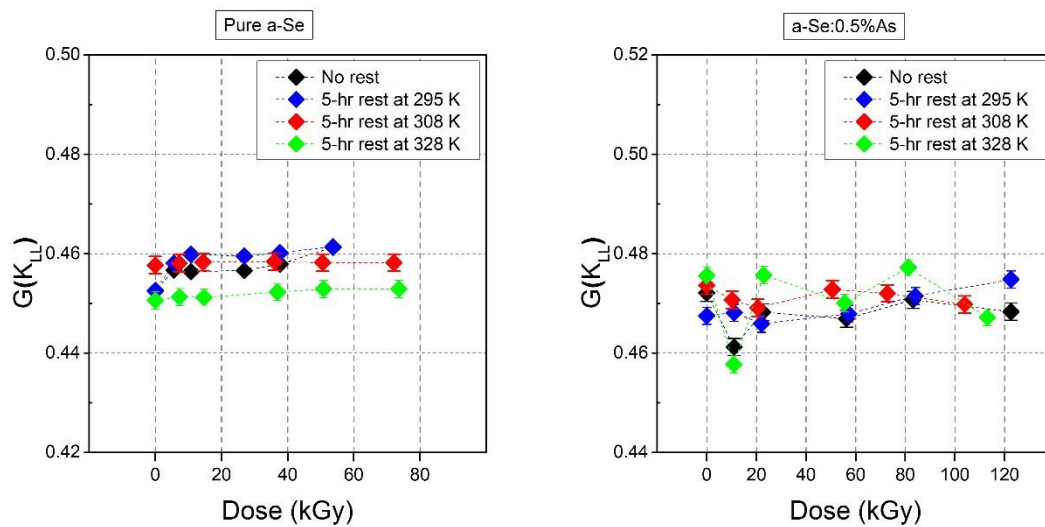 Pure a-Se
0.50
0.48
0.46
0.44
0.42
G(K_LL)
No rest
5-hr rest at 295 K
5-hr rest at 308 K
5-hr rest at 328 K
0 20 40 60 80
Dose (kGy)
a-Se:0.5%As
0.52
0.50
0.48
0.46
0.44
G(K_LL)
No rest
5-hr rest at 295 K
5-hr rest at 308 K
5-hr rest at 328 K
0 20 40 60 80 100 120
Dose (kGy)